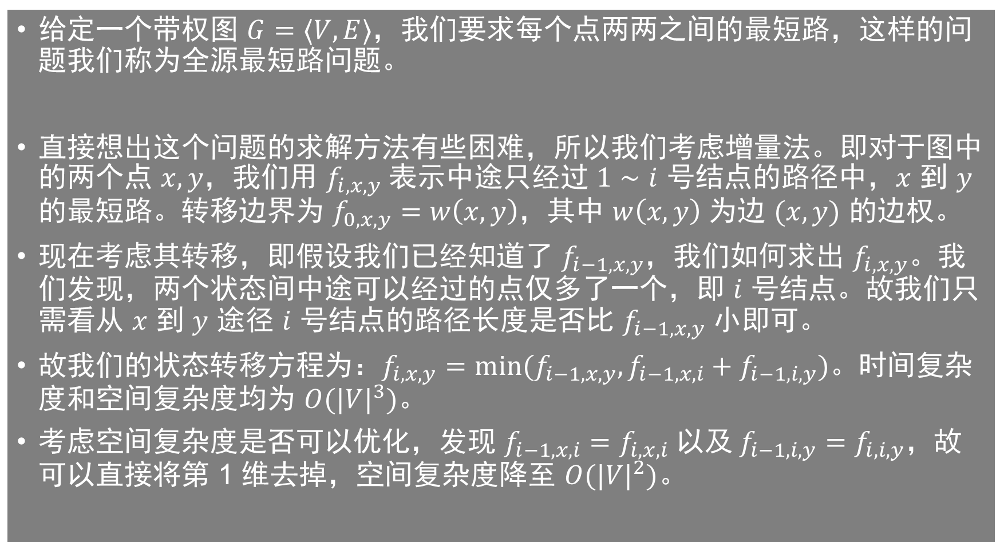 • 给定一个带权图 G = ⟨V, E⟩，我们要求每个点两两之间的最短路，这样的问
题我们称为全源最短路问题。
• 直接想出这个问题的求解方法有些困难，所以我们考虑增量法。即对于图中
的两个点 x, y，我们用 f_{i,x,y} 表示中途只经过 1 ~ i 号结点的路径中，x 到 y
的最短路。转移边界为 f_{0,x,y} = w(x, y)，其中 w(x, y) 为边 (x, y) 的边权。
• 现在考虑其转移，即假设我们已经知道了 f_{i−1,x,y}，我们如何求出 f_{i,x,y}。我
们发现，两个状态间中途可以经过的点仅多了一个，即 i 号结点。故我们只
需看从 x 到 y 途径 i 号结点的路径长度是否比 f_{i−1,x,y} 小即可。
• 故我们的状态转移方程为：f_{i,x,y} = min(f_{i−1,x,y}, f_{i−1,x,i} + f_{i−1,i,y})。时间复杂
度和空间复杂度均为 O(|V|³)。
• 考虑空间复杂度是否可以优化，发现 f_{i−1,x,i} = f_{i,x,i} 以及 f_{i−1,i,y} = f_{i,i,y}，故
可以直接将第 1 维去掉，空间复杂度降至 O(|V|²)。